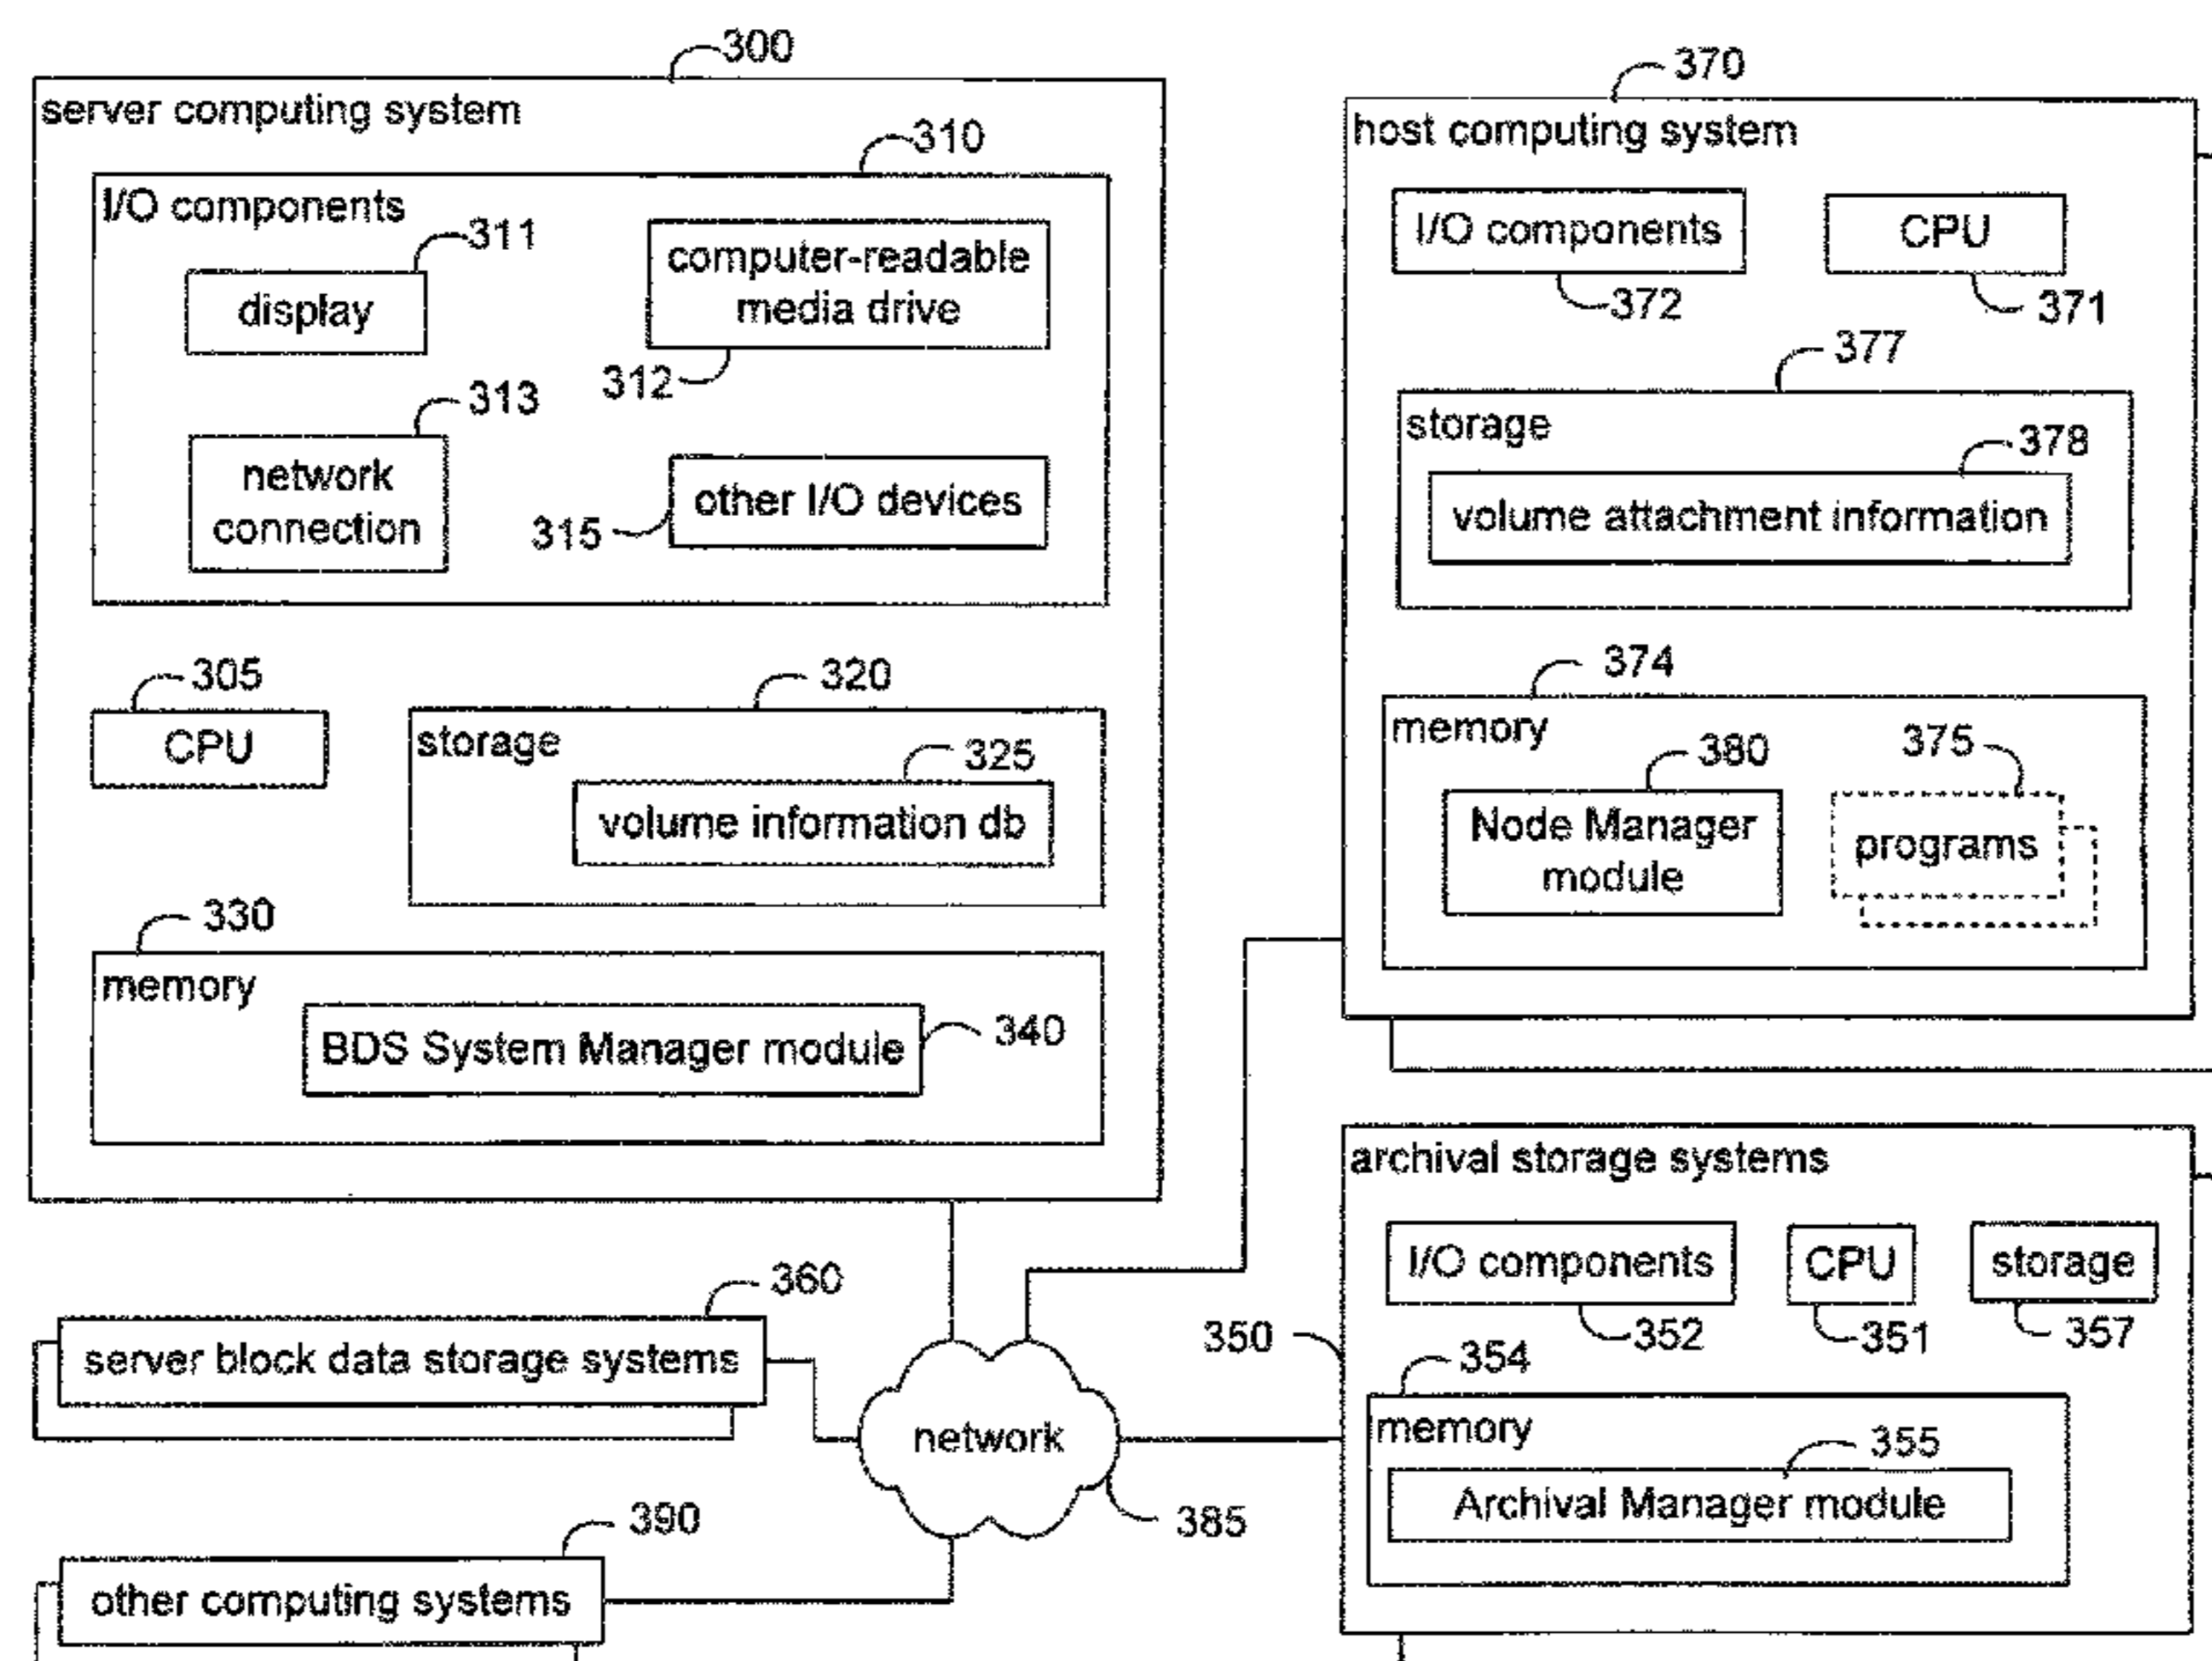 300
server computing system
310
I/O components
311
display
computer-readable
media drive
312
313
network
connection
other I/O devices
315
305
CPU
320
storage
325
volume information db
330
memory
BDS System Manager module
340
370
host computing system
I/O components
372
CPU
371
377
storage
378
volume attachment information
374
memory
380
Node Manager
module
375
programs
350
archival storage systems
I/O components
352
CPU
351
storage
357
354
memory
355
Archival Manager module
360
server block data storage systems
network
385
390
other computing systems